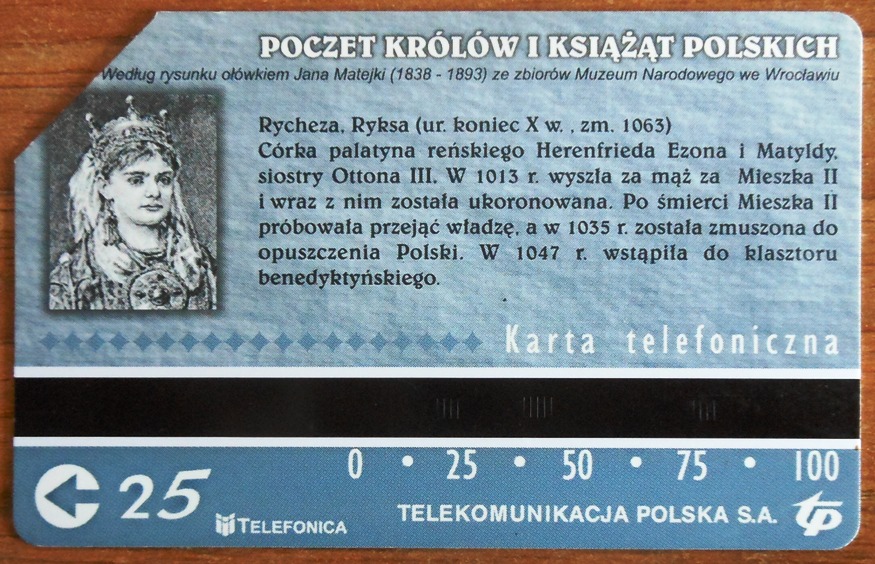 POCZET KRÓLÓW I KSIĄŻĄT POLSKICH
Według rysunku ołówkiem Jana Matejki (1838 - 1893) ze zbiorów Muzeum Narodowego we Wrocławiu
Rycheza, Ryksa (ur. koniec X w. , zm. 1063)
Córka palatyna reńskiego Herenfrieda Ezona i Matyldy,
siostry Ottona III. W 1013 r. wyszła za mąż za Mieszka II
i wraz z nim została ukoronowana. Po śmierci Mieszka II
próbowała przejąć władzę, a w 1035 r. została zmuszona do
opuszczenia Polski. W 1047 r. wstąpiła do klasztoru
benedyktyńskiego.
Karta telefoniczna
0 • 25 • 50 • 75 • 100
25
TELEFONICA
TELEKOMUNIKACJA POLSKA S.A. tp